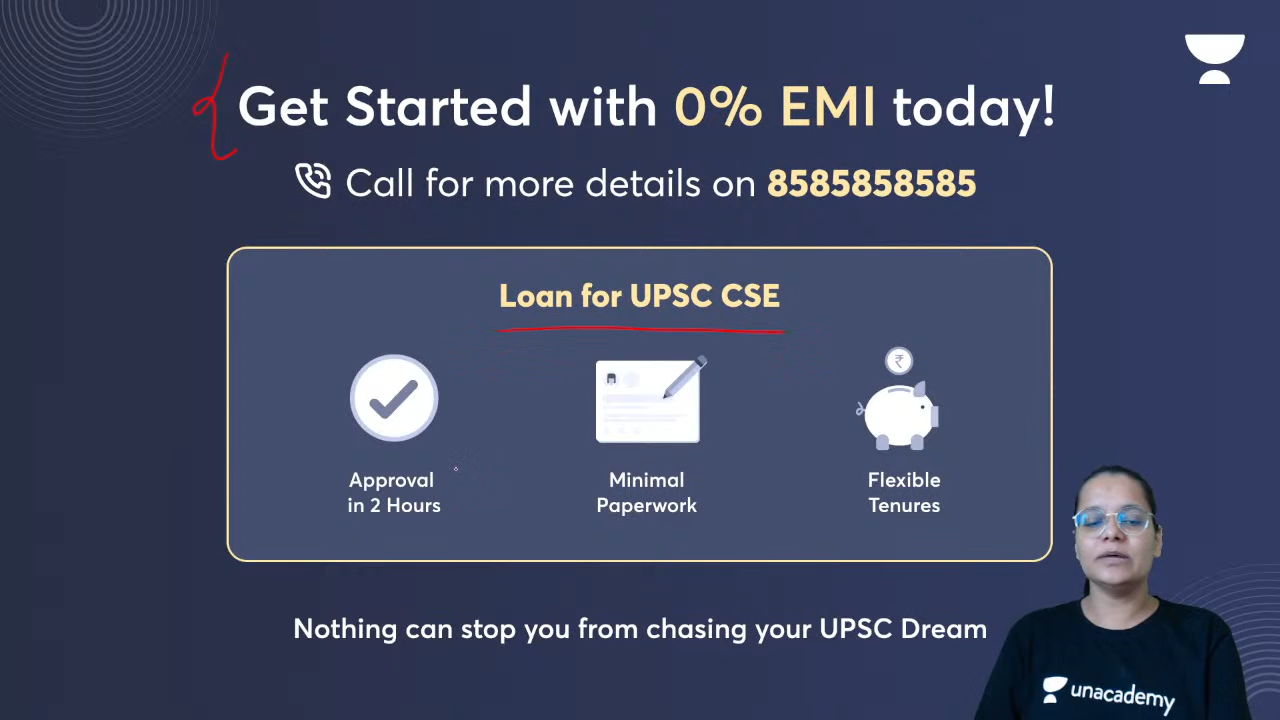 Get Started with 0% EMI today!
Call for more details on 8585858585
Loan for UPSC CSE
Approval
in 2 Hours
Minimal
Paperwork
₹
Flexible
Tenures
Nothing can stop you from chasing your UPSC Dream
unacademy